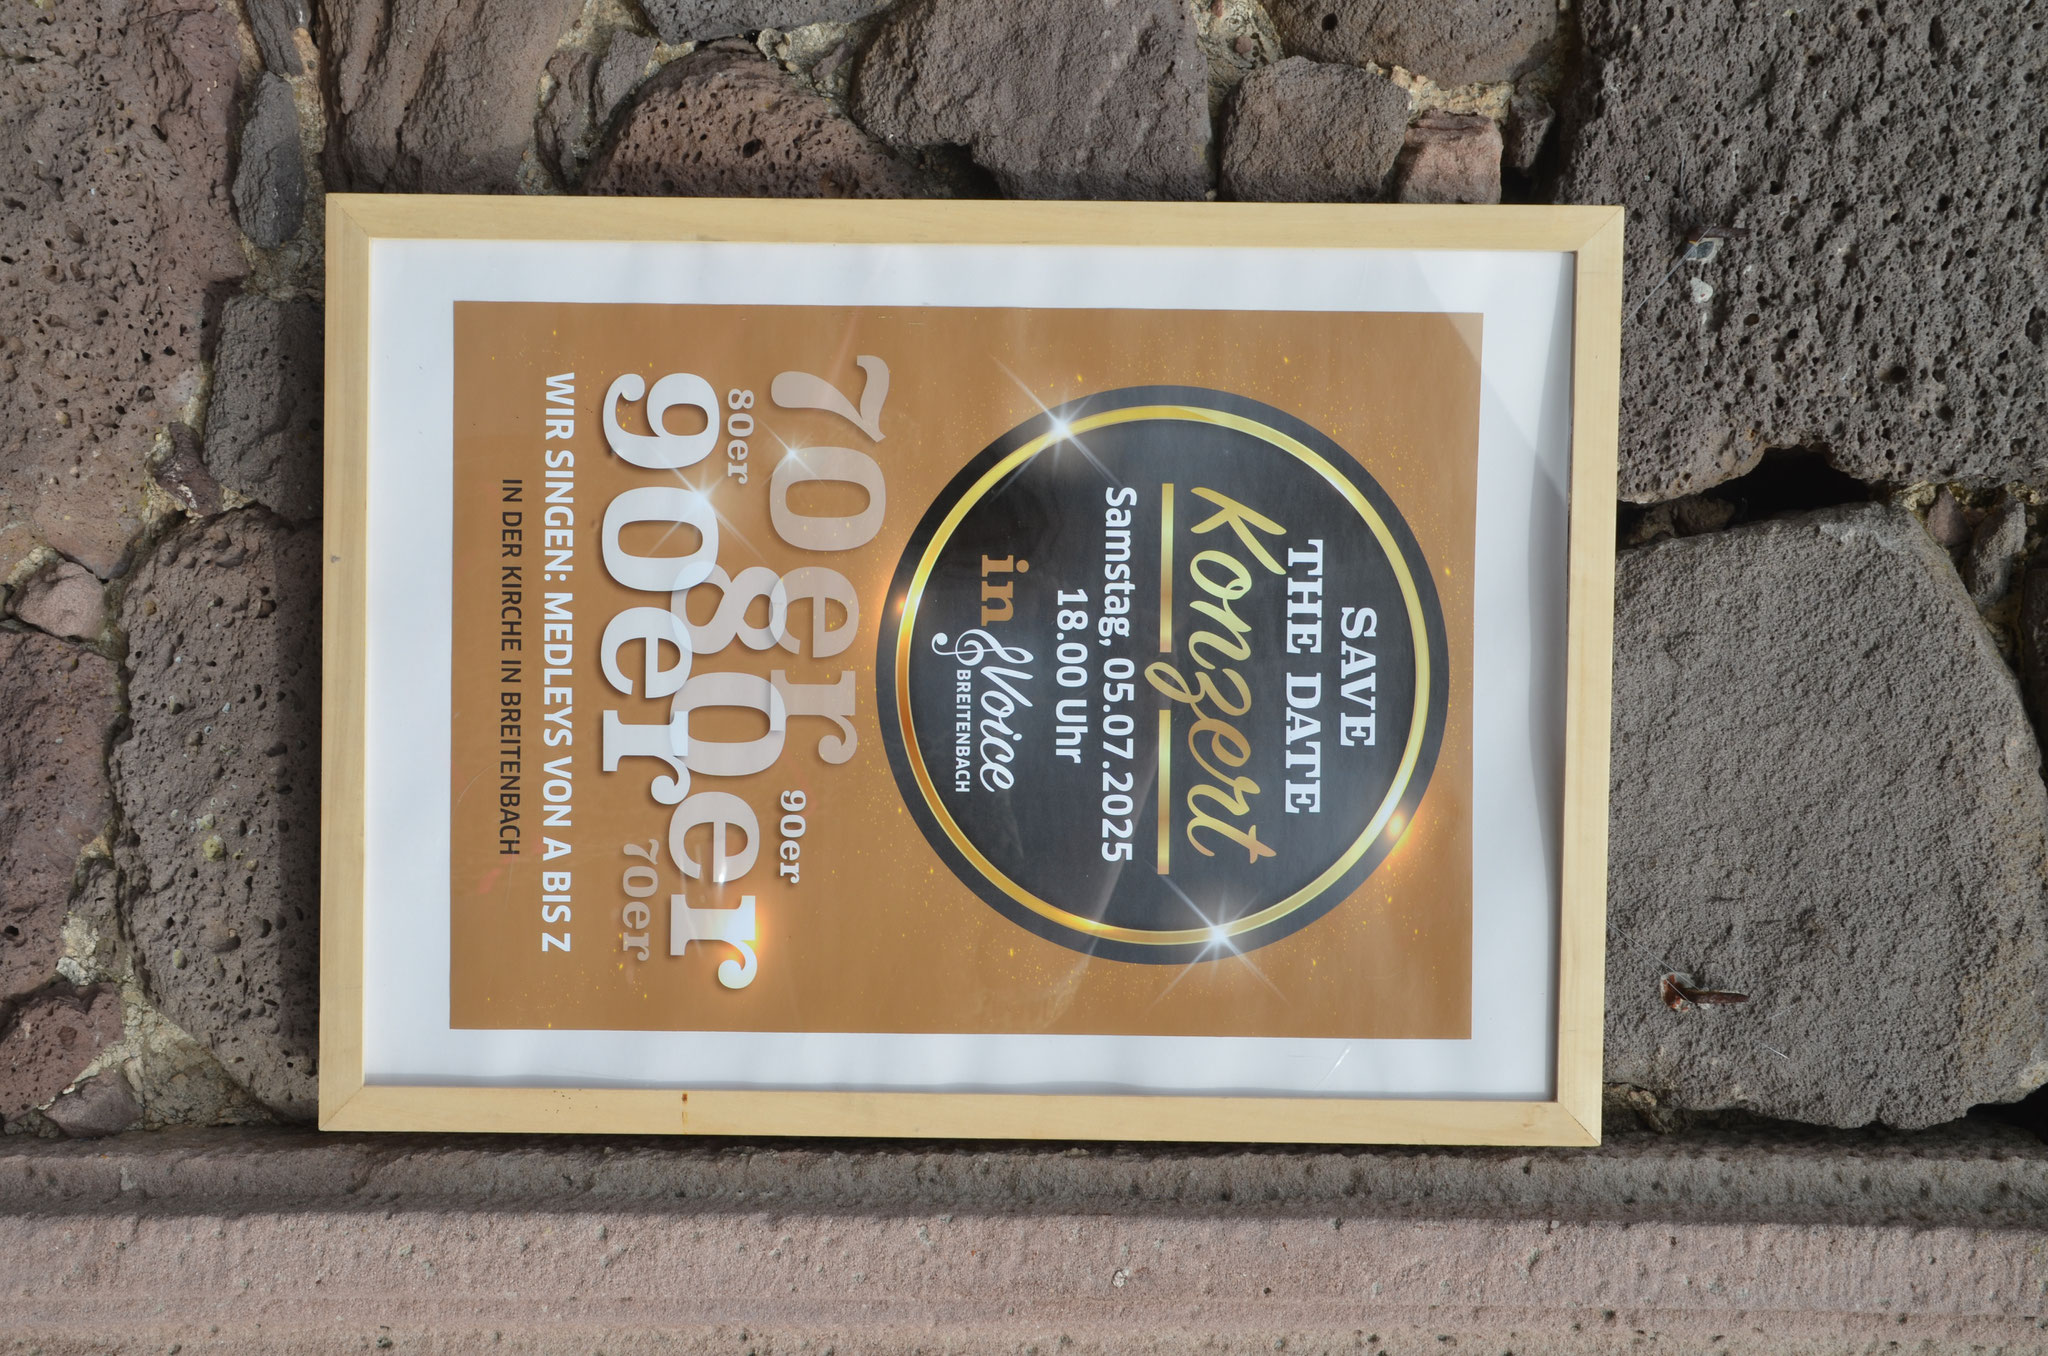 SAVE
THE DATE
Konzert
Samstag, 05.07.2025
18.00 Uhr
in Voice
BREITENBACH
70er
90er
80er
80er
90er
70er
WIR SINGEN: MEDLEYS VON A BIS Z
IN DER KIRCHE IN BREITENBACH